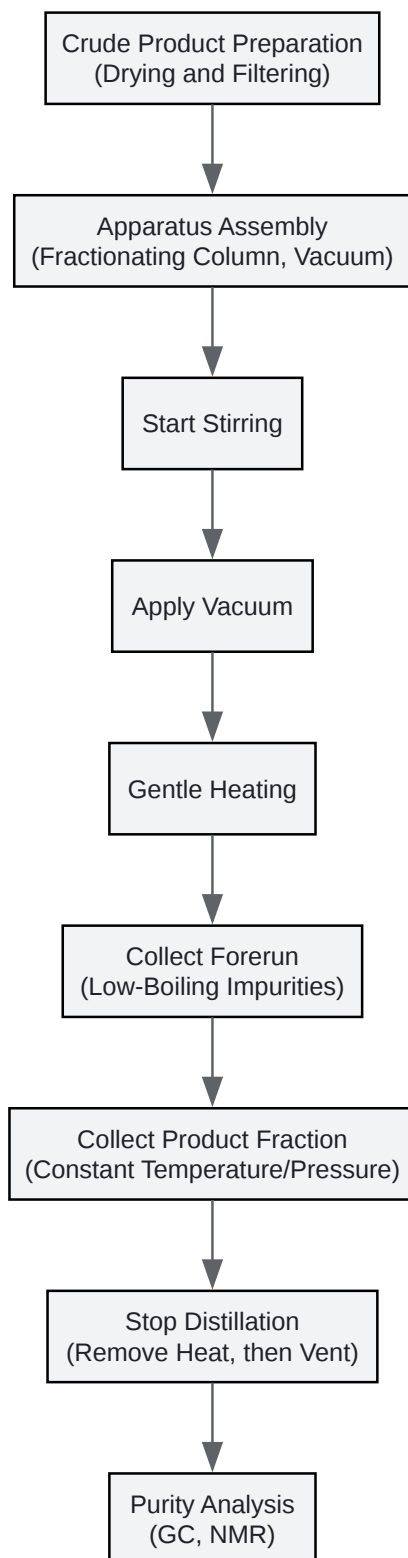 Crude Product Preparation
(Drying and Filtering)
Apparatus Assembly
(Fractionating Column, Vacuum)
Start Stirring
Apply Vacuum
Gentle Heating
Collect Forerun
(Low-Boiling Impurities)
Collect Product Fraction
(Constant Temperature/Pressure)
Stop Distillation
(Remove Heat, then Vent)
Purity Analysis
(GC, NMR)